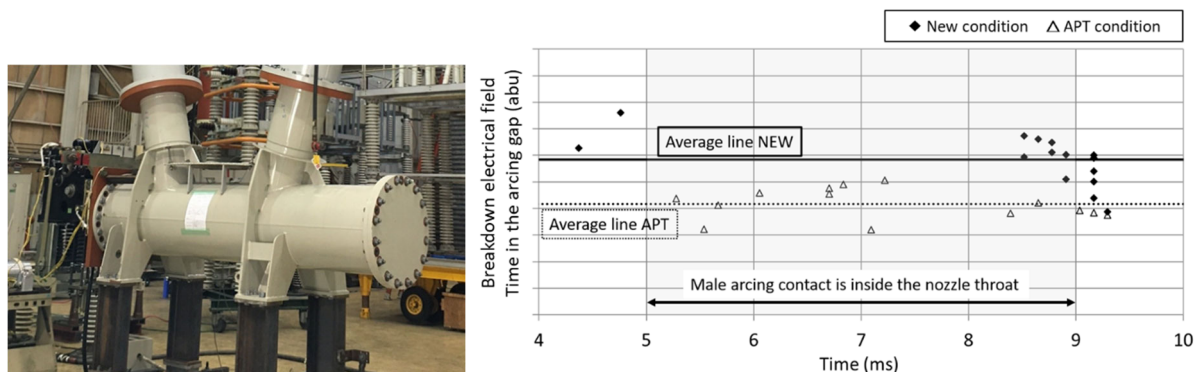 ◆ New condition △ APT condition
Breakdown electrical field
Time in the arcing gap (abu)
Average line NEW
Average line APT
Male arcing contact is inside the nozzle throat
4 5 6 7 8 9 10
Time (ms)